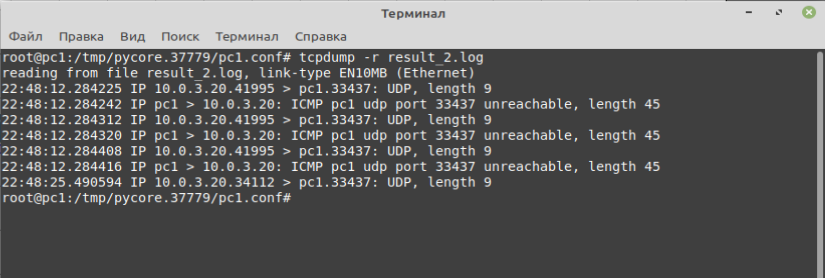 Терминал
Файл Правка Вид Поиск Терминал Справка
root@pc1:/tmp/pycore.37779/pc1.conf# tcpdump -r result_2.log
reading from file result_2.log, link-type EN10MB (Ethernet)
22:48:12.284225 IP 10.0.3.20.41995 > pc1.33437: UDP, length 9
22:48:12.284242 IP pc1 > 10.0.3.20: ICMP pc1 udp port 33437 unreachable, length 45
22:48:12.284312 IP 10.0.3.20.41995 > pc1.33437: UDP, length 9
22:48:12.284320 IP pc1 > 10.0.3.20: ICMP pc1 udp port 33437 unreachable, length 45
22:48:12.284408 IP 10.0.3.20.41995 > pc1.33437: UDP, length 9
22:48:12.284416 IP pc1 > 10.0.3.20: ICMP pc1 udp port 33437 unreachable, length 45
22:48:25.490594 IP 10.0.3.20.34112 > pc1.33437: UDP, length 9
root@pc1:/tmp/pycore.37779/pc1.conf#